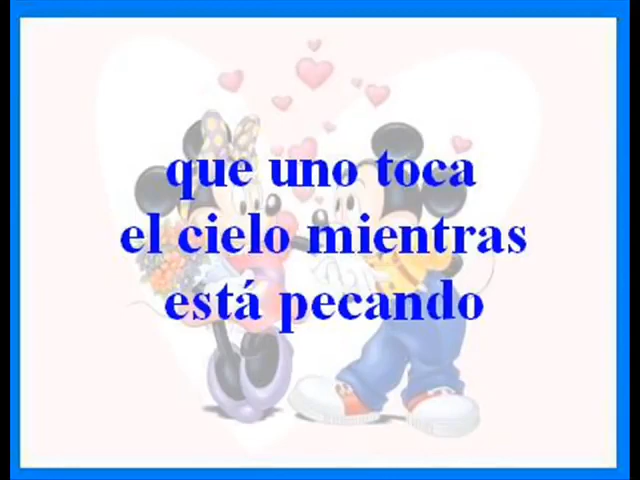 que uno toca
el cielo mientras
está pecando